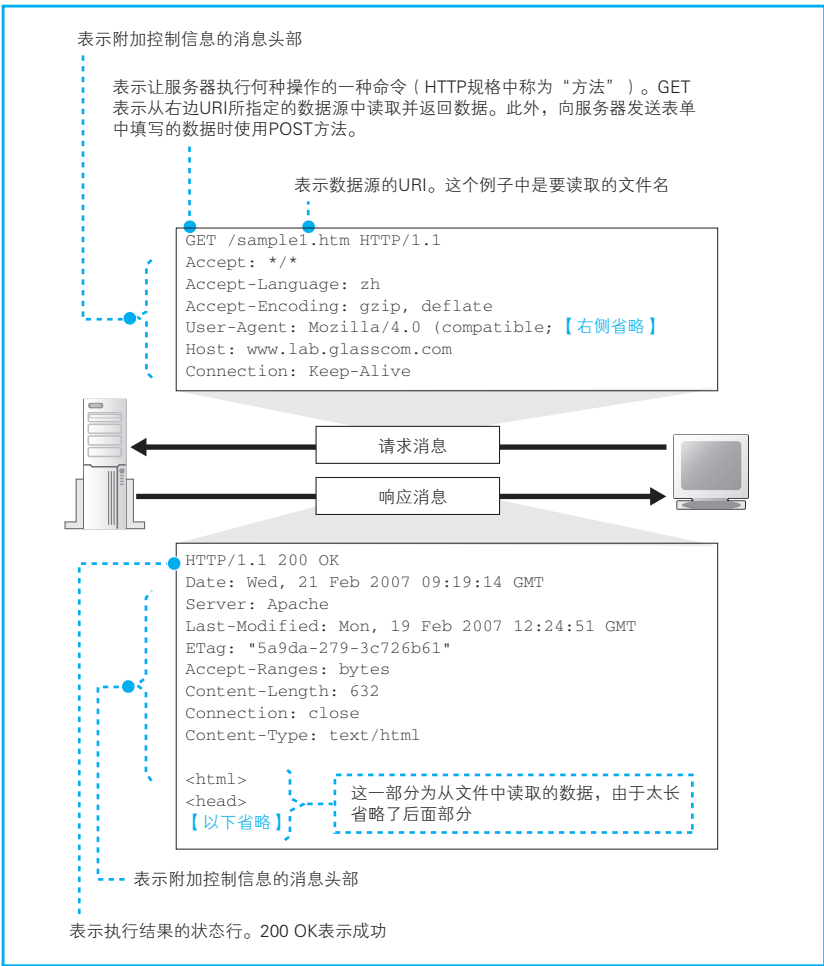 表示附加控制信息的消息头部
表示让服务器执行何种操作的一种命令（HTTP规格中称为“方法”）。GET
表示从右边URI所指定的数据源中读取并返回数据。此外，向服务器发送表单
中填写的数据时使用POST方法。
表示数据源的URI。这个例子中是要读取的文件名
GET /sample1.htm HTTP/1.1
Accept: */*
Accept-Language: zh
Accept-Encoding: gzip, deflate
User-Agent: Mozilla/4.0 (compatible;【右侧省略】
Host: www.lab.glasscom.com
Connection: Keep-Alive
请求消息
响应消息
HTTP/1.1 200 OK
Date: Wed, 21 Feb 2007 09:19:14 GMT
Server: Apache
Last-Modified: Mon, 19 Feb 2007 12:24:51 GMT
ETag: "5a9da-279-3c726b61"
Accept-Ranges: bytes
Content-Length: 632
Connection: close
Content-Type: text/html
<html>
<head>
【以下省略】
这一部分为从文件中读取的数据，由于太长
省略了后面部分
表示附加控制信息的消息头部
表示执行结果的状态行。200 OK表示成功